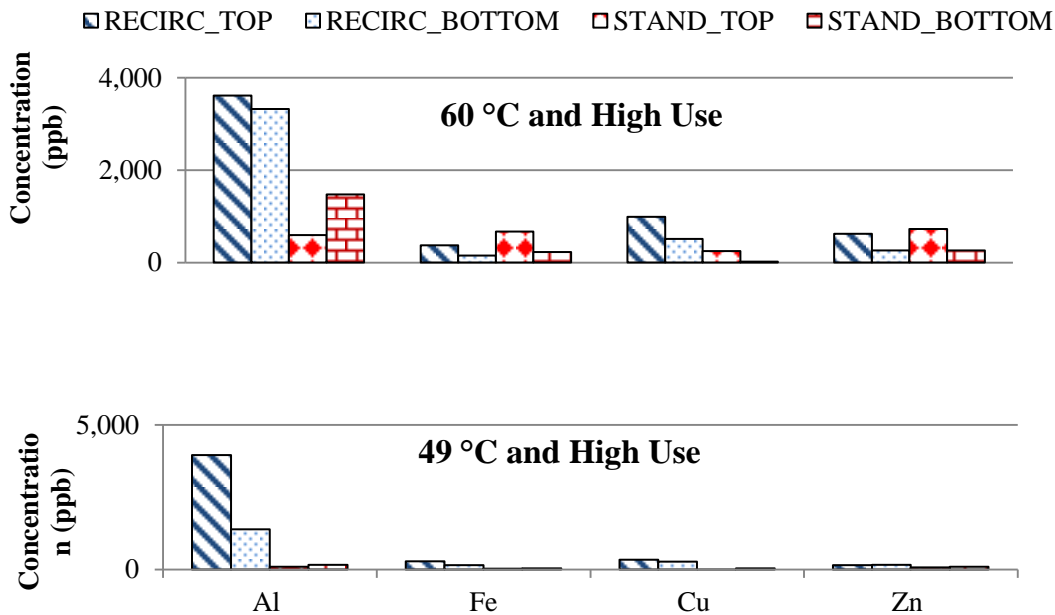 RECIRC_TOP RECIRC_BOTTOM STAND_TOP STAND_BOTTOM
4,000
60 °C and High Use
Concentration
(ppb)
2,000
0
5,000
49 °C and High Use
Concentratio
n (ppb)
0
Al Fe Cu Zn